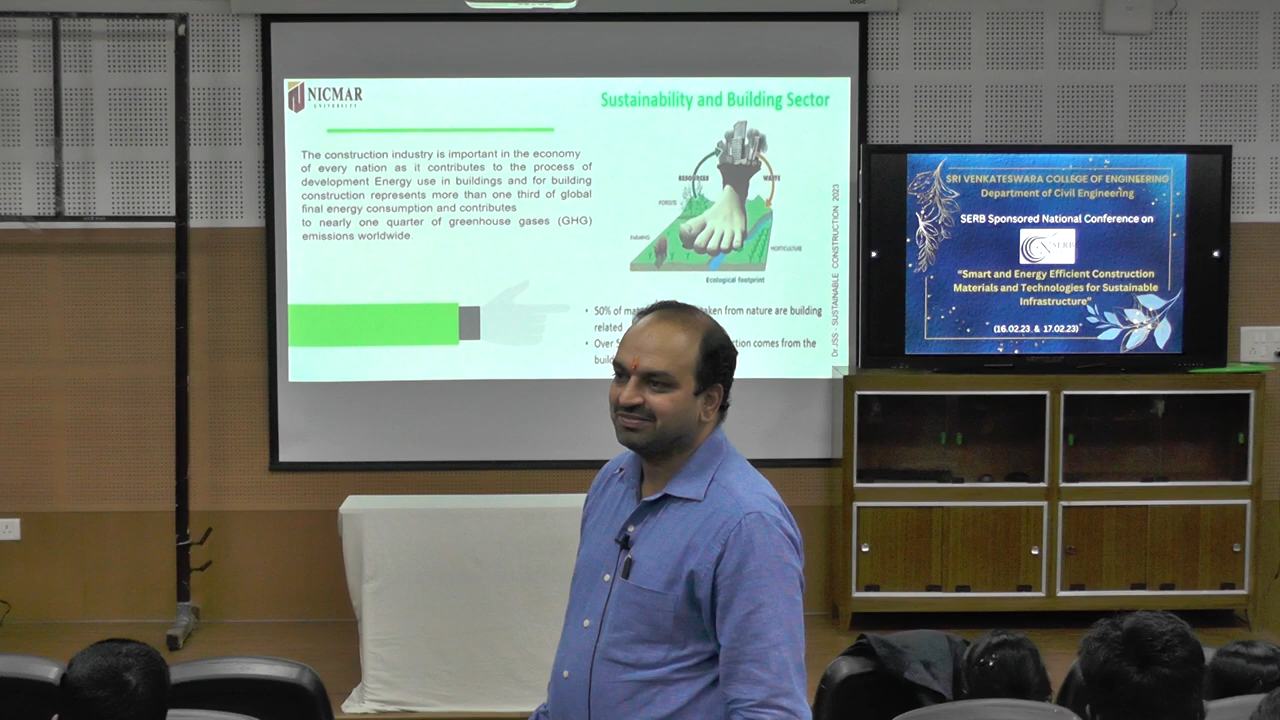 NICMAR
UNIVERSITY
Sustainability and Building Sector
The construction industry is important in the economy
of every nation as it contributes to the process of
development Energy use in buildings and for building
construction represents more than one third of global
final energy consumption and contributes
to nearly one quarter of greenhouse gases (GHG)
emissions worldwide.
RESOURCES
WASTE
FORESTS
FARMING
HORTICULTURE
Ecological footprint
• 50% of mat taken from nature are building
related
• Over ction comes from the
build
Dr.JSS - SUSTAINABLE CONSTRUCTION 2023
SRI VENKATESWARA COLLEGE OF ENGINEERING
Department of Civil Engineering
SERB Sponsored National Conference on
SERB
“Smart and Energy Efficient Construction
Materials and Technologies for Sustainable
Infrastructure”
(16.02.23 & 17.02.23)